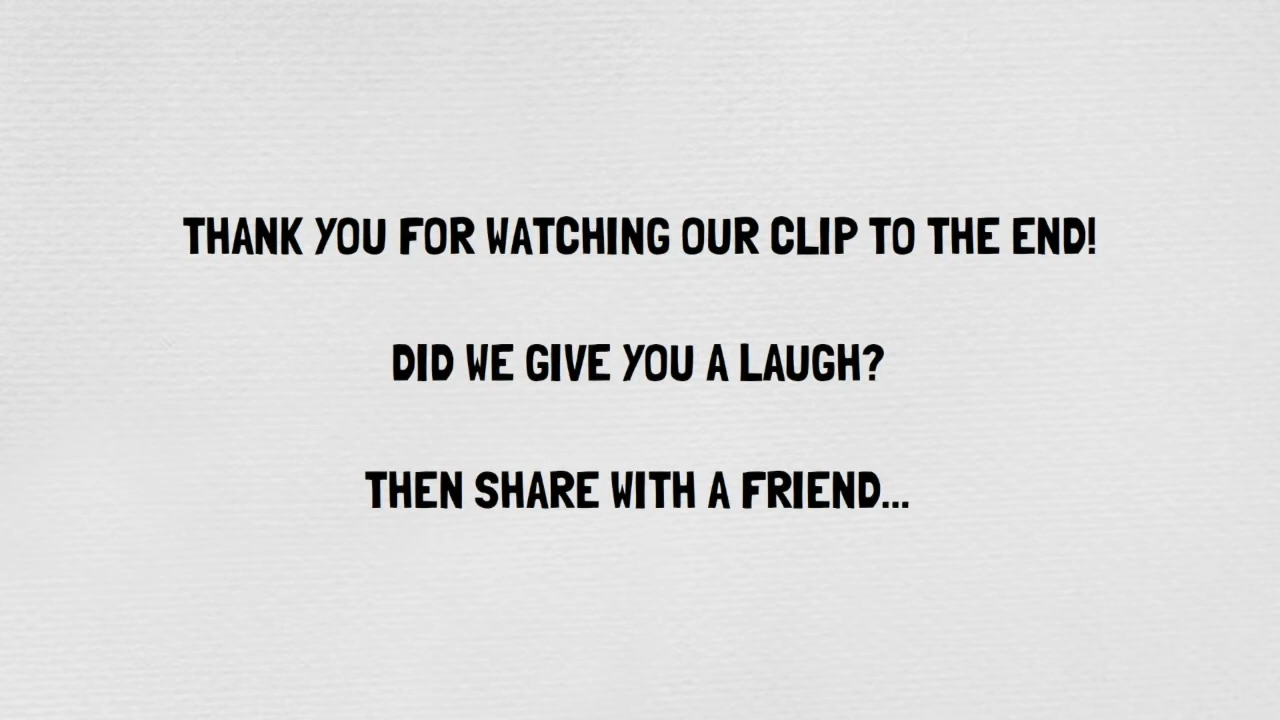 THANK YOU FOR WATCHING OUR CLIP TO THE END!
DID WE GIVE YOU A LAUGH?
THEN SHARE WITH A FRIEND...